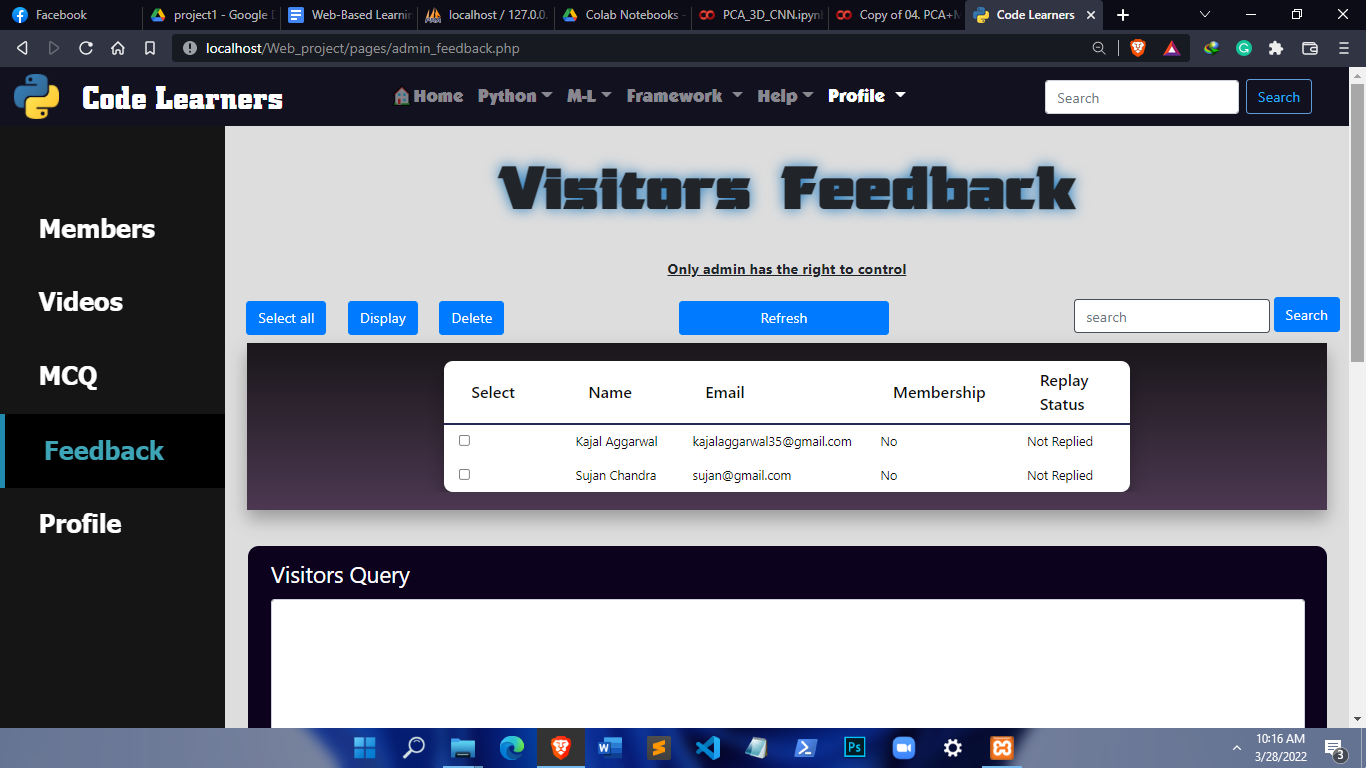 Facebook
project1 - Google D
Web-Based Learnin
localhost / 127.0.0.
Colab Notebooks -
PCA_3D_CNN.ipynb
Copy of 04. PCA+M
Code Learners
localhost/Web_project/pages/admin_feedback.php
Code Learners
Home Python M-L Framework Help Profile
Search Search
Members
Videos
MCQ
Feedback
Profile
Visitors Feedback
Only admin has the right to control
Select all Display Delete Refresh search Search
Select Name Email Membership Replay
Status
Kajal Aggarwal kajalaggarwal35@gmail.com No Not Replied
Sujan Chandra sujan@gmail.com No Not Replied
Visitors Query
10:16 AM
3/28/2022
3